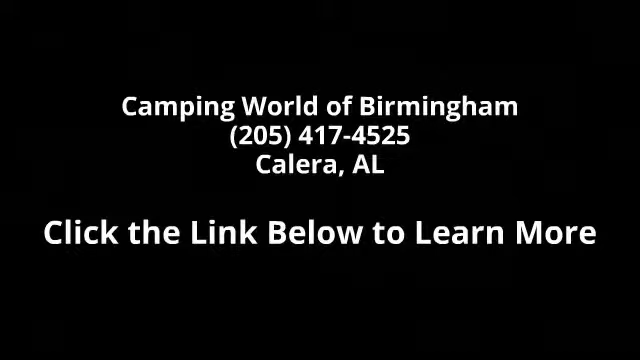 Camping World of Birmingham
(205) 417-4525
Calera, AL
Click the Link Below to Learn More